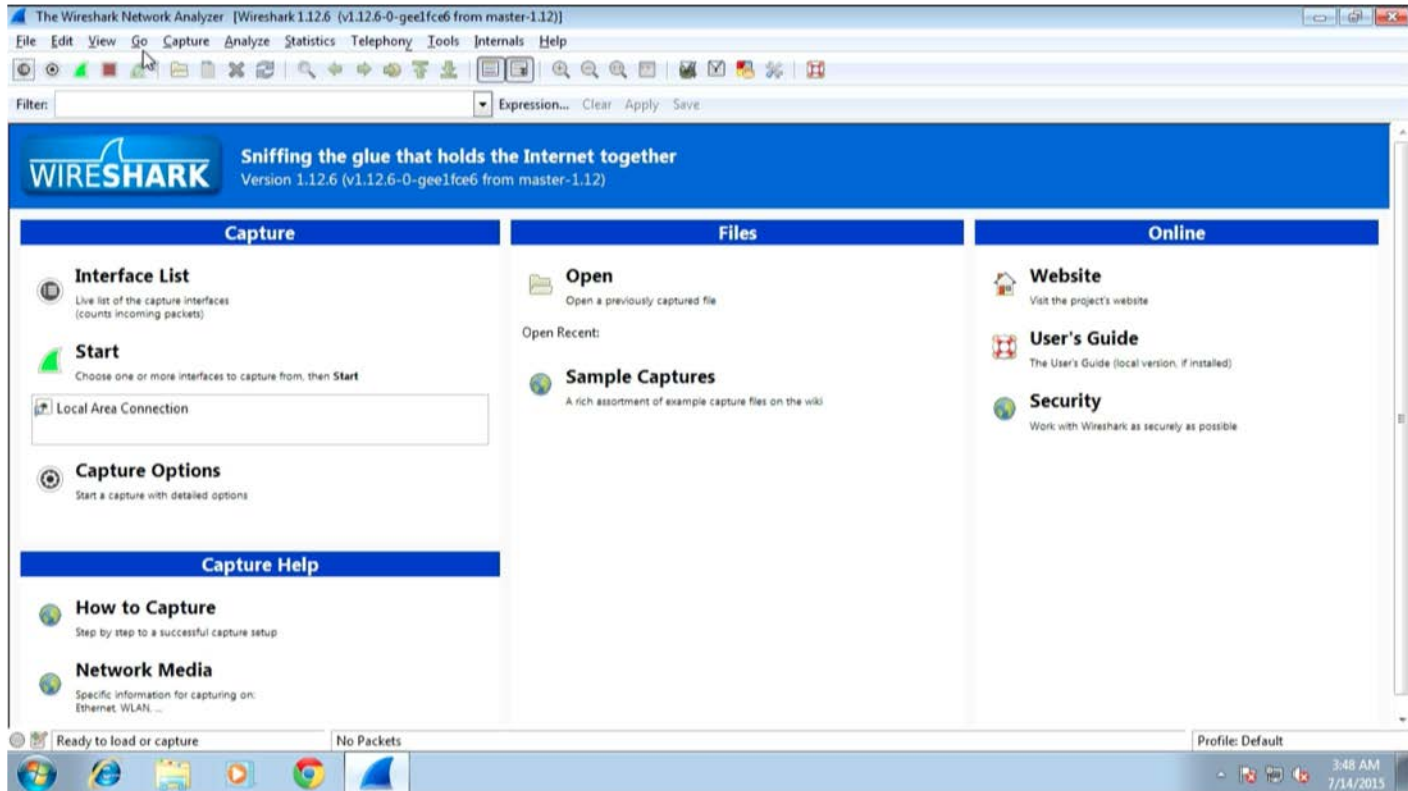 The Wireshark Network Analyzer [Wireshark 1.12.6 (v1.12.6-0-gee1fce6 from master-1.12)]
File Edit View Go Capture Analyze Statistics Telephony Tools Internals Help
Filter: Expression... Clear Apply Save
WIRESHARK
Sniffing the glue that holds the Internet together
Version 1.12.6 (v1.12.6-0-gee1fce6 from master-1.12)
Capture
Interface List
Live list of the capture interfaces
(counts incoming packets)
Start
Choose one or more interfaces to capture from, then Start
Local Area Connection
Capture Options
Start a capture with detailed options
Capture Help
How to Capture
Step by step to a successful capture setup
Network Media
Specific information for capturing on:
Ethernet, WLAN, ...
Files
Open
Open a previously captured file
Open Recent:
Sample Captures
A rich assortment of example capture files on the wiki
Online
Website
Visit the project's website
User's Guide
The User's Guide (local version, if installed)
Security
Work with Wireshark as securely as possible
Ready to load or capture
No Packets
Profile: Default
3:48 AM
7/14/2015